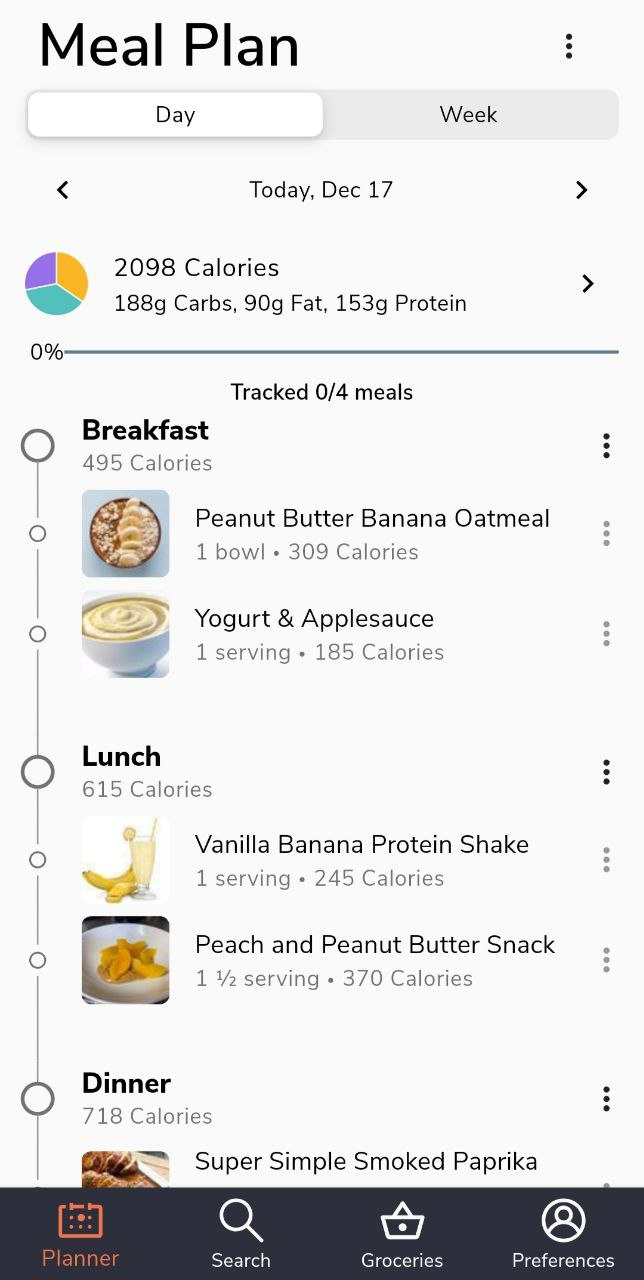 Meal Plan
Day
Week
Today, Dec 17
2098 Calories
188g Carbs, 90g Fat, 153g Protein
0%
Tracked 0/4 meals
Breakfast
495 Calories
Peanut Butter Banana Oatmeal
1 bowl • 309 Calories
Yogurt & Applesauce
1 serving • 185 Calories
Lunch
615 Calories
Vanilla Banana Protein Shake
1 serving • 245 Calories
Peach and Peanut Butter Snack
1 ½ serving • 370 Calories
Dinner
718 Calories
Super Simple Smoked Paprika
Planner
Search
Groceries
Preferences